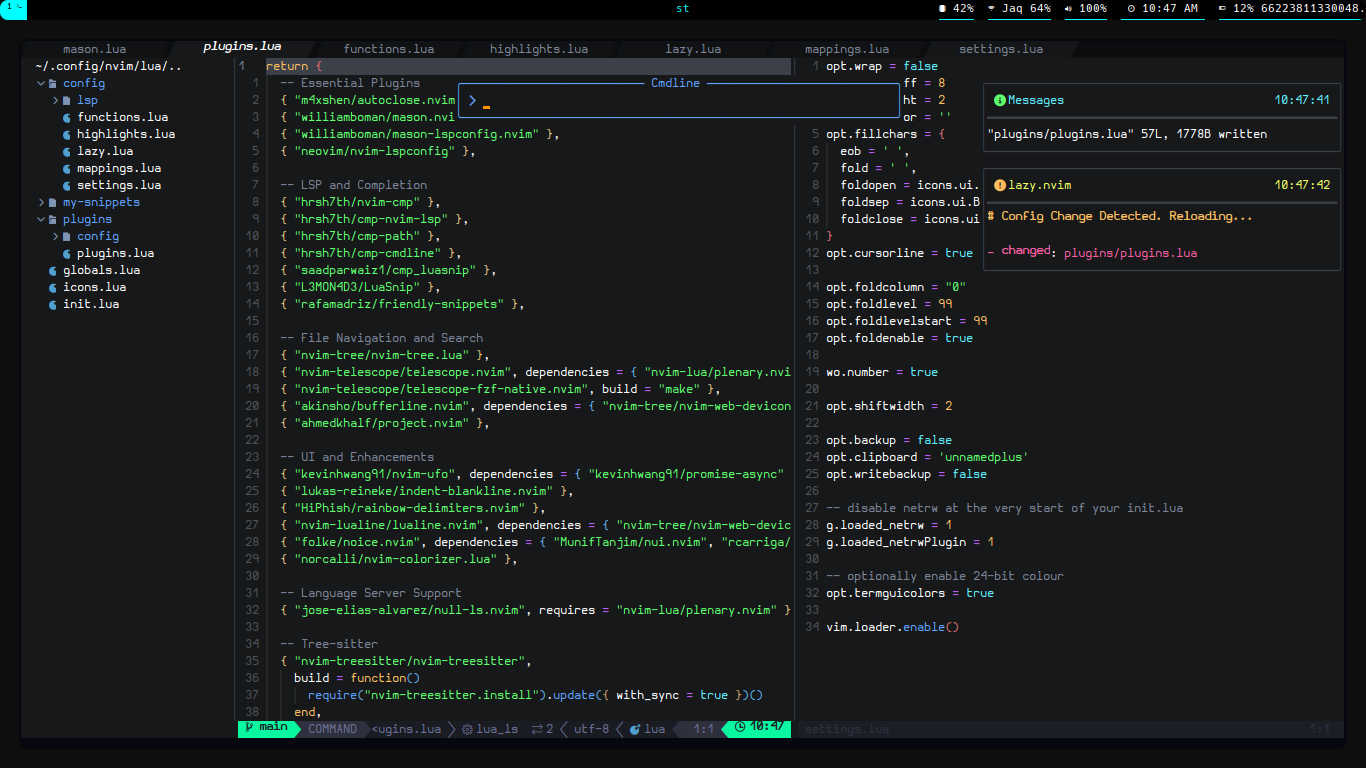 1
st
42% Jaq 64% 100% 10:47 AM 12% 66223811330048.
mason.lua plugins.lua functions.lua highlights.lua lazy.lua mappings.lua settings.lua
~/.config/nvim/lua/..
config
lsp
functions.lua
highlights.lua
lazy.lua
mappings.lua
settings.lua
my-snippets
plugins
config
plugins.lua
globals.lua
icons.lua
init.lua
1 return {
1 -- Essential Plugins
2 { "m4xshen/autoclose.nvim
3 { "williamboman/mason.nvi
4 { "williamboman/mason-lspconfig.nvim" },
5 { "neovim/nvim-lspconfig" },
6
7 -- LSP and Completion
8 { "hrsh7th/nvim-cmp" },
9 { "hrsh7th/cmp-nvim-lsp" },
10 { "hrsh7th/cmp-path" },
11 { "hrsh7th/cmp-cmdline" },
12 { "saadparwaiz1/cmp_luasnip" },
13 { "L3MON4D3/LuaSnip" },
14 { "rafamadriz/friendly-snippets" },
15
16 -- File Navigation and Search
17 { "nvim-tree/nvim-tree.lua" },
18 { "nvim-telescope/telescope.nvim", dependencies = { "nvim-lua/plenary.nvi
19 { "nvim-telescope/telescope-fzf-native.nvim", build = "make" },
20 { "akinsho/bufferline.nvim", dependencies = { "nvim-tree/nvim-web-devicon
21 { "ahmedkhalf/project.nvim" },
22
23 -- UI and Enhancements
24 { "kevinhwang91/nvim-ufo", dependencies = { "kevinhwang91/promise-async"
25 { "lukas-reineke/indent-blankline.nvim" },
26 { "HiPhish/rainbow-delimiters.nvim" },
27 { "nvim-lualine/lualine.nvim", dependencies = { "nvim-tree/nvim-web-devic
28 { "folke/noice.nvim", dependencies = { "MunifTanjim/nui.nvim", "rcarriga/
29 { "norcalli/nvim-colorizer.lua" },
30
31 -- Language Server Support
32 { "jose-elias-alvarez/null-ls.nvim", requires = "nvim-lua/plenary.nvim" }
33
34 -- Tree-sitter
35 { "nvim-treesitter/nvim-treesitter",
36 build = function()
37 require("nvim-treesitter.install").update({ with_sync = true })()
38 end,
Cmdline
>
1 opt.wrap = false
ff = 8
ht = 2
or = ''
5 opt.fillchars = {
6 eob = ' ',
7 fold = ' ',
8 foldopen = icons.ui.
9 foldsep = icons.ui.B
10 foldclose = icons.ui
11 }
12 opt.cursorline = true
13
14 opt.foldcolumn = "0"
15 opt.foldlevel = 99
16 opt.foldlevelstart = 99
17 opt.foldenable = true
18
19 wo.number = true
20
21 opt.shiftwidth = 2
22
23 opt.backup = false
24 opt.clipboard = 'unnamedplus'
25 opt.writebackup = false
26
27 -- disable netrw at the very start of your init.lua
28 g.loaded_netrw = 1
29 g.loaded_netrwPlugin = 1
30
31 -- optionally enable 24-bit colour
32 opt.termguicolors = true
33
34 vim.loader.enable()
Messages 10:47:41
"plugins/plugins.lua" 57L, 1778B written
lazy.nvim 10:47:42
# Config Change Detected. Reloading...
- changed: plugins/plugins.lua
main COMMAND <ugins.lua lua_ls 2 utf-8 lua 1:1 10:47
settings.lua 1:1